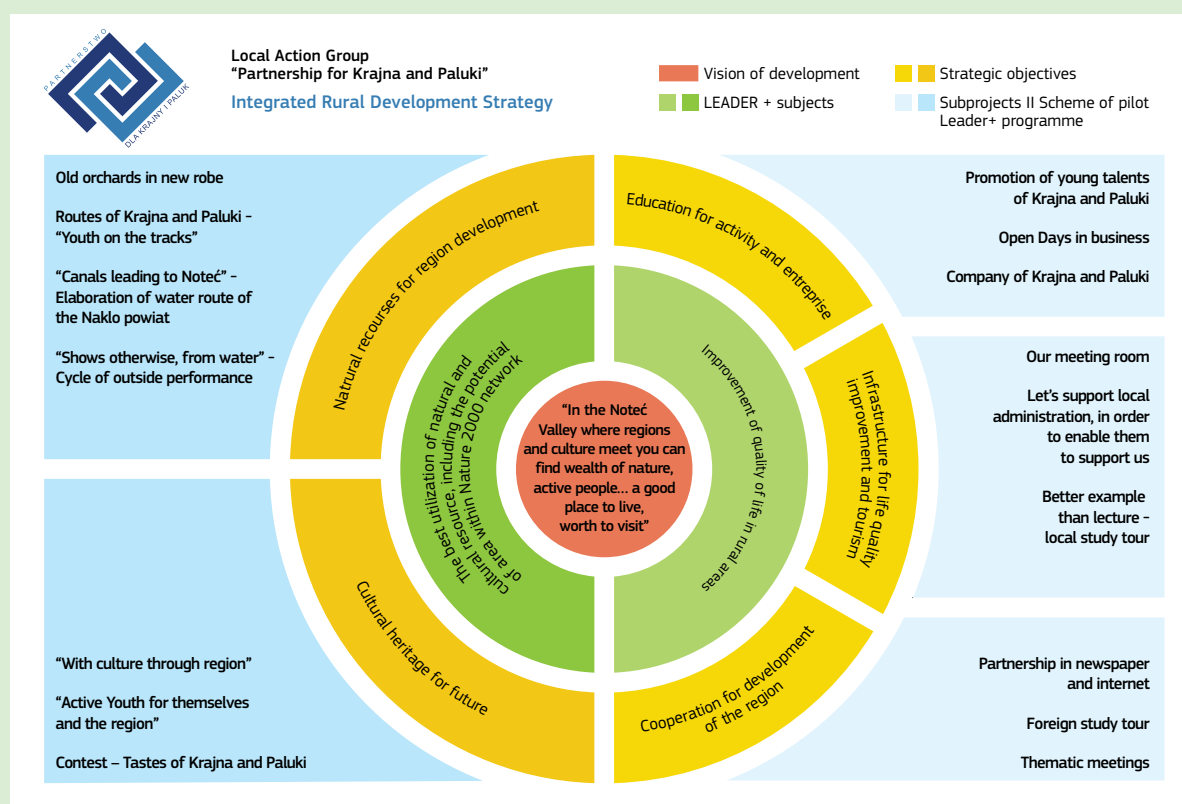 PARTNERSTWO
DLA KRAJNY I PALUK
Local Action Group
“Partnership for Krajna and Paluki”
Integrated Rural Development Strategy
Vision of development
LEADER + subjects
Strategic objectives
Subprojects II Scheme of pilot
Leader+ programme
Old orchards in new robe
Routes of Krajna and Paluki –
“Youth on the tracks”
“Canals leading to Noteć” –
Elaboration of water route of
the Naklo powiat
“Shows otherwise, from water” –
Cycle of outside performance
“With culture through region”
“Active Youth for themselves
and the region”
Contest – Tastes of Krajna and Paluki
Natrural recourses for region development
Cultural heritage for future
The best utilization of natural and
cultural resource, including the potential
of area within Nature 2000 network
“In the Noteć
Valley where regions
and culture meet you can
find wealth of nature,
active people... a good
place to live,
worth to visit”
Improvement of quality of life in rural areas
Education for activity and entreprise
Infrastructure for life quality
improvement and tourism
Cooperation for development
of the region
Promotion of young talents
of Krajna and Paluki
Open Days in business
Company of Krajna and Paluki
Our meeting room
Let’s support local
administration, in order
to enable them
to support us
Better example
than lecture –
local study tour
Partnership in newspaper
and internet
Foreign study tour
Thematic meetings